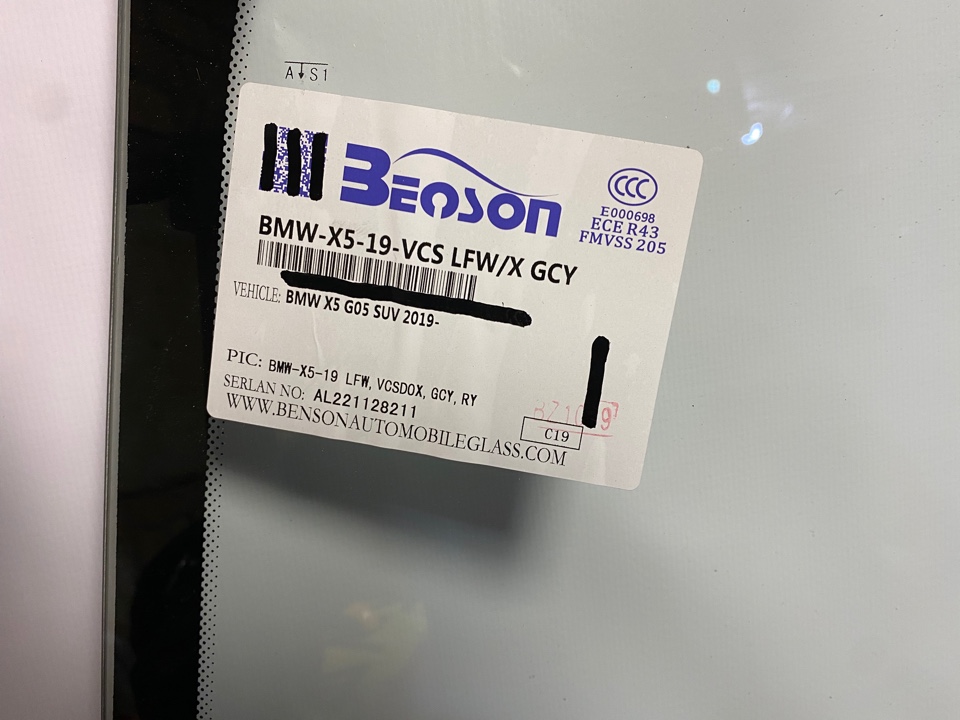 A↓S1
BENSON
CCC
E000698
ECE R43
FMVSS 205
BMW-X5-19-VCS LFW/X GCY
VEHICLE: BMW X5 G05 SUV 2019-
PIC: BMW-X5-19 LFW, VCSDOX, GCY, RY
SERLAN NO: AL221128211
C19
WWW.BENSONAUTOMOBILEGLASS.COM